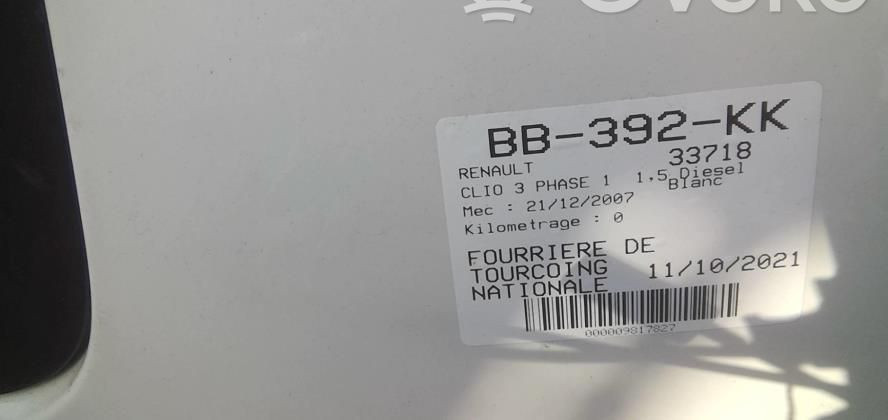 BB-392-KK
33718
RENAULT
CLIO 3 PHASE 1 1,5 Diesel
Blanc
Mec : 21/12/2007
Kilometrage : 0
FOURRIERE DE
TOURCOING 11/10/2021
NATIONALE
000009817827